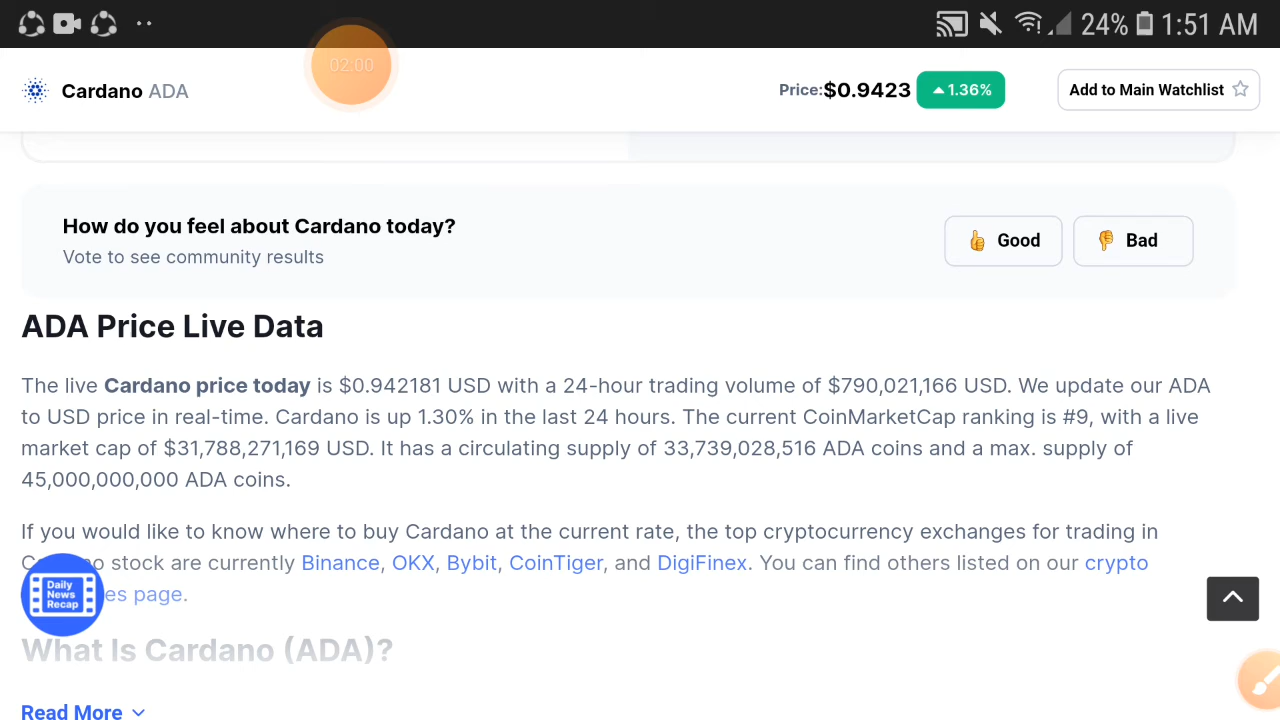 24% 1:51 AM
02:00
Cardano ADA
Price:$0.9423 1.36% Add to Main Watchlist
How do you feel about Cardano today?
Vote to see community results
Good Bad
ADA Price Live Data
The live Cardano price today is $0.942181 USD with a 24-hour trading volume of $790,021,166 USD. We update our ADA
to USD price in real-time. Cardano is up 1.30% in the last 24 hours. The current CoinMarketCap ranking is #9, with a live
market cap of $31,788,271,169 USD. It has a circulating supply of 33,739,028,516 ADA coins and a max. supply of
45,000,000,000 ADA coins.
If you would like to know where to buy Cardano at the current rate, the top cryptocurrency exchanges for trading in
stock are currently Binance, OKX, Bybit, CoinTiger, and DigiFinex. You can find others listed on our crypto
page.
Daily
News
Recap
What Is Cardano (ADA)?
Read More